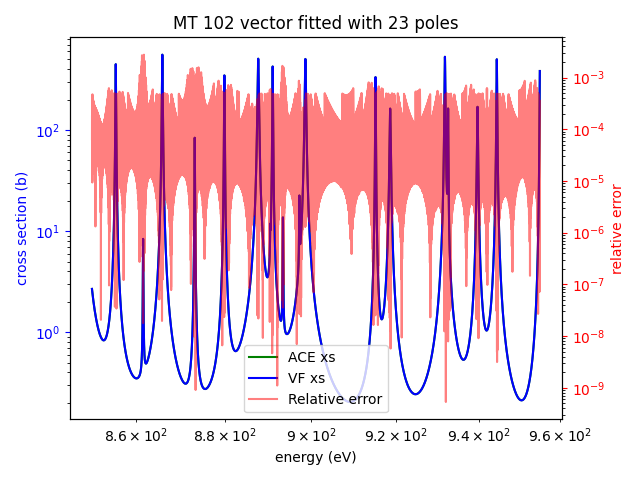 MT 102 vector fitted with 23 poles
cross section (b)
10²
10¹
10⁰
10⁻³
10⁻⁴
10⁻⁵
10⁻⁶
10⁻⁷
10⁻⁸
10⁻⁹
relative error
ACE xs
VF xs
Relative error
8.6 × 10² 8.8 × 10² 9 × 10² 9.2 × 10² 9.4 × 10² 9.6 × 10²
energy (eV)